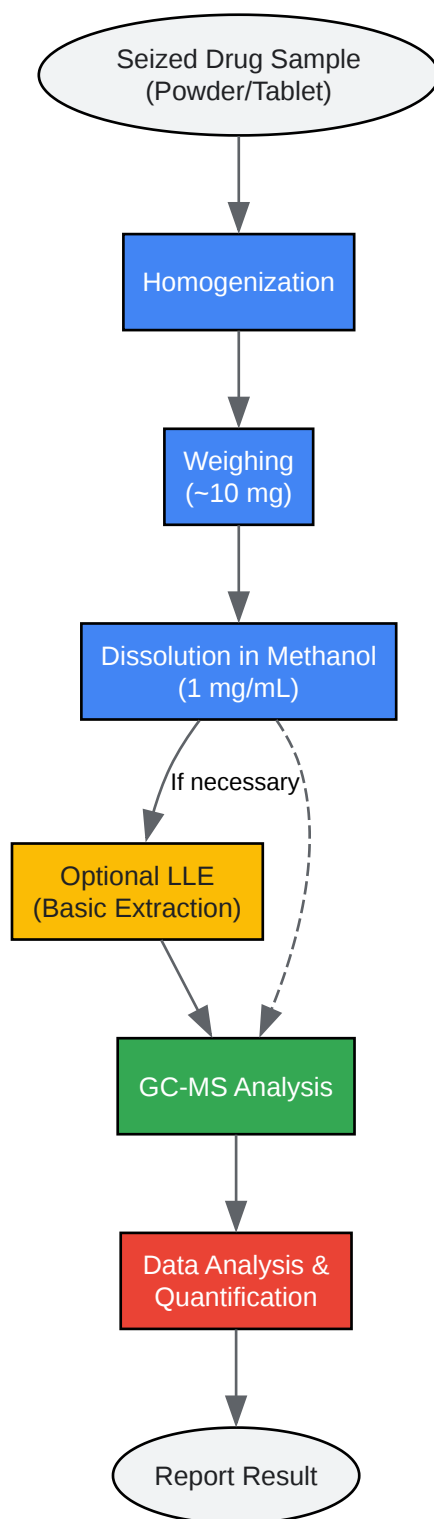 Seized Drug Sample
(Powder/Tablet)
Homogenization
Weighing
(~10 mg)
Dissolution in Methanol
(1 mg/mL)
If necessary
Optional LLE
(Basic Extraction)
GC-MS Analysis
Data Analysis &
Quantification
Report Result